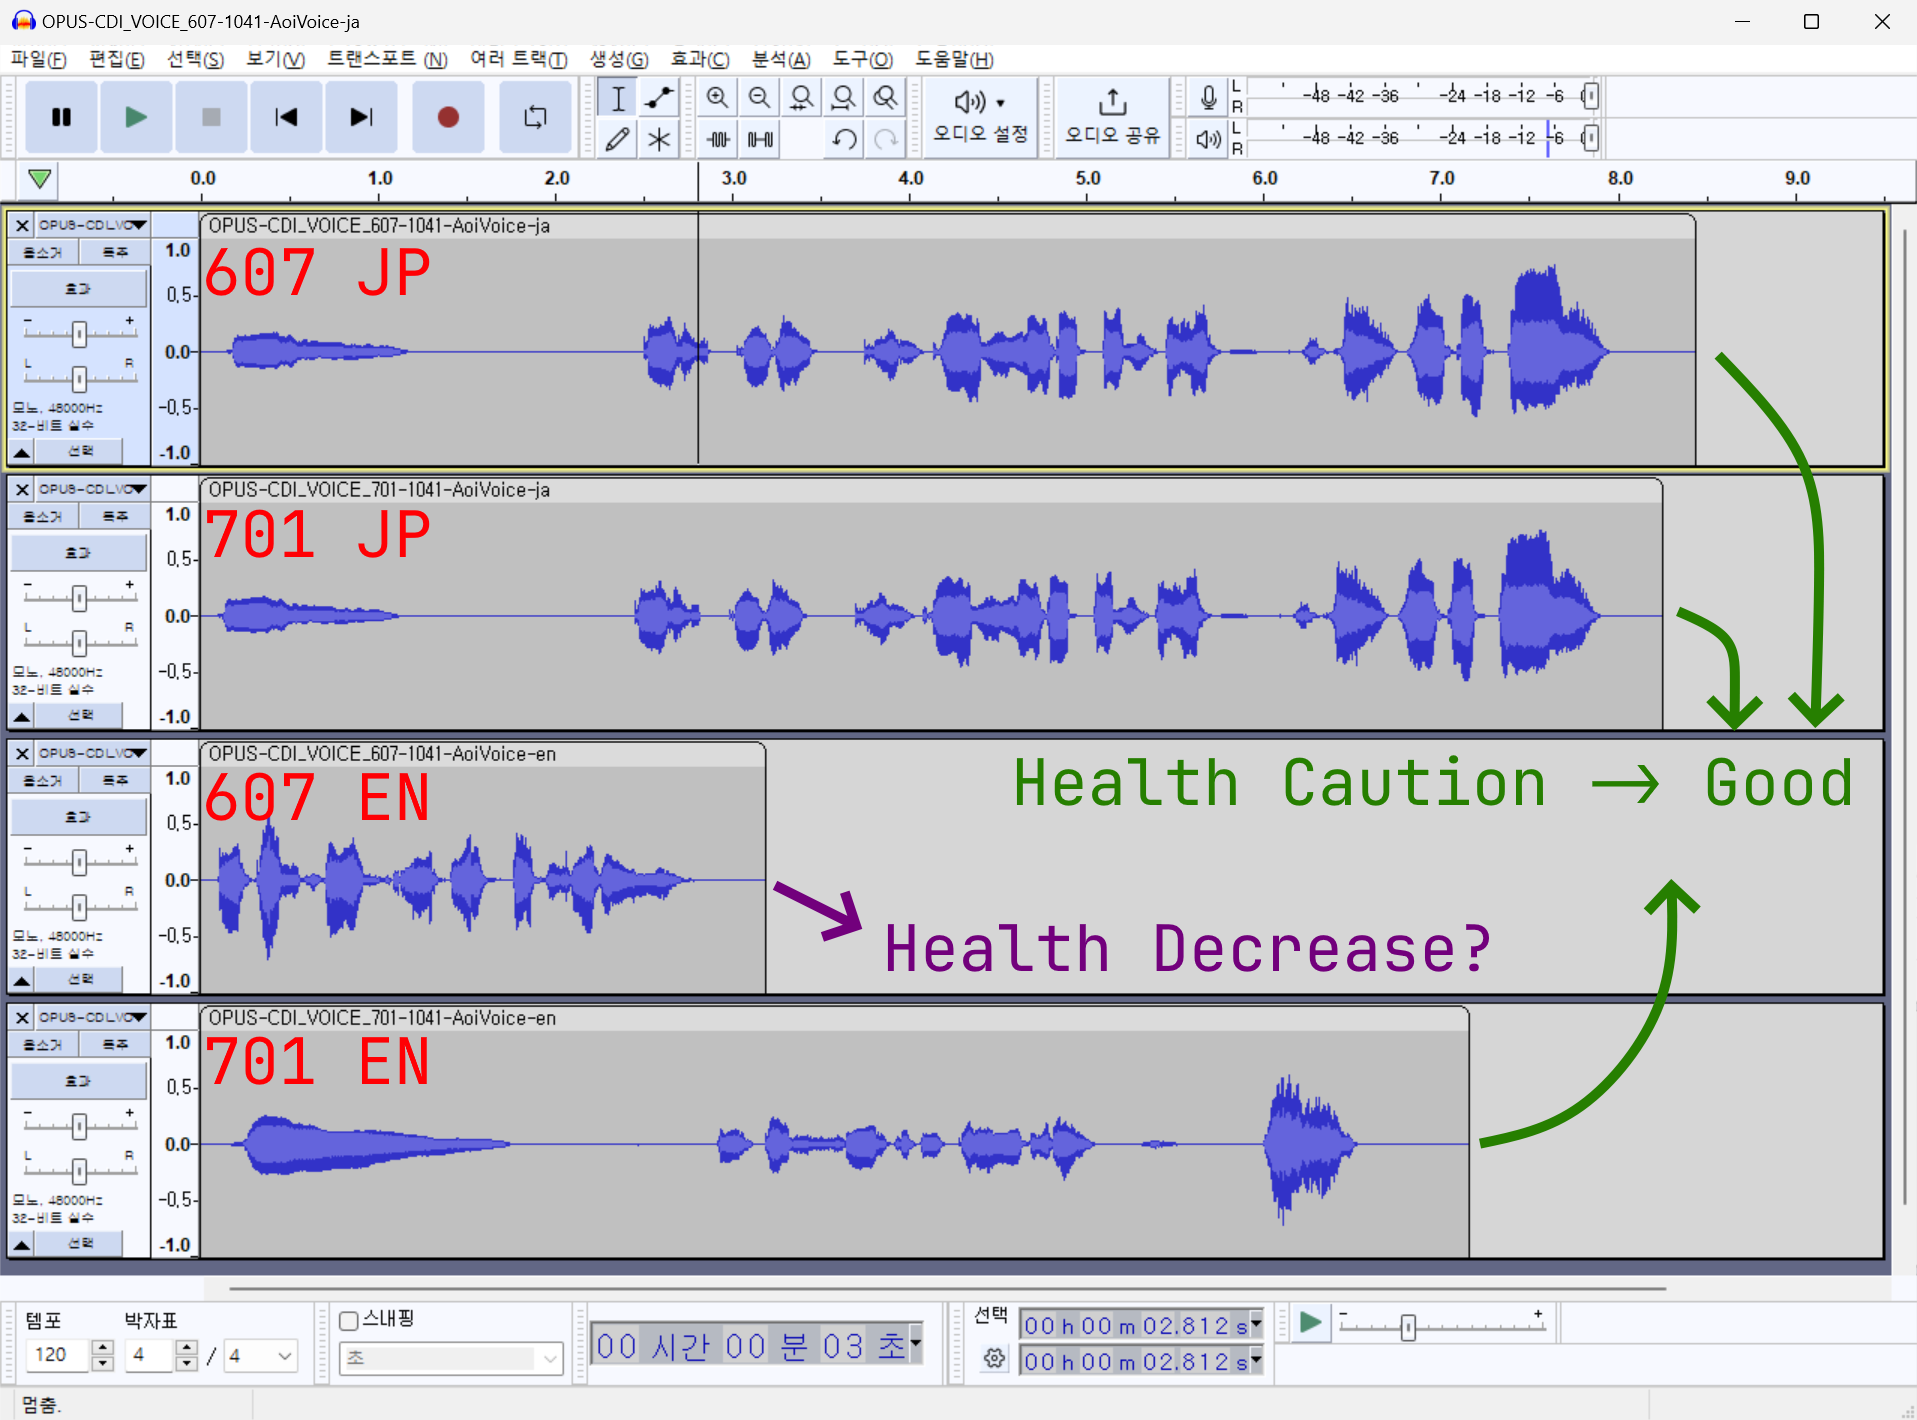 OPUS-CDI_VOICE_607-1041-AoiVoice-ja
파일(F) 편집(E) 선택(S) 보기(V) 트랜스포트 (N) 여러 트랙(T) 생성(G) 효과(C) 분석(A) 도구(O) 도움말(H)
오디오 설정
오디오 공유
L
R
-48 -42 -36 -24 -18 -12 -6 0
L
R
-48 -42 -36 -24 -18 -12 -6 0
0.0 1.0 2.0 3.0 4.0 5.0 6.0 7.0 8.0 9.0
OPUS-CDI_VO
OPUS-CDI_VOICE_607-1041-AoiVoice-ja
음소거 독주
효과
- +
L R
모노, 48000Hz
32-비트 실수
선택
1.0
0.5-
0.0-
-0.5-
-1.0
607 JP
OPUS-CDI_VO
OPUS-CDI_VOICE_701-1041-AoiVoice-ja
음소거 독주
효과
- +
L R
모노, 48000Hz
32-비트 실수
선택
1.0
0.5-
0.0-
-0.5-
-1.0
701 JP
OPUS-CDI_VO
OPUS-CDI_VOICE_607-1041-AoiVoice-en
음소거 독주
효과
- +
L R
모노, 48000Hz
32-비트 실수
선택
1.0
0.5-
0.0-
-0.5-
-1.0
607 EN
Health Caution → Good
Health Decrease?
OPUS-CDI_VO
OPUS-CDI_VOICE_701-1041-AoiVoice-en
음소거 독주
효과
- +
L R
모노, 48000Hz
32-비트 실수
선택
1.0
0.5-
0.0-
-0.5-
-1.0
701 EN
템포
120
박자표
4 / 4
스내핑
초
00 시간 00 분 03 초
선택
00 h 00 m 02.812 s
00 h 00 m 02.812 s
- +
멈춤.